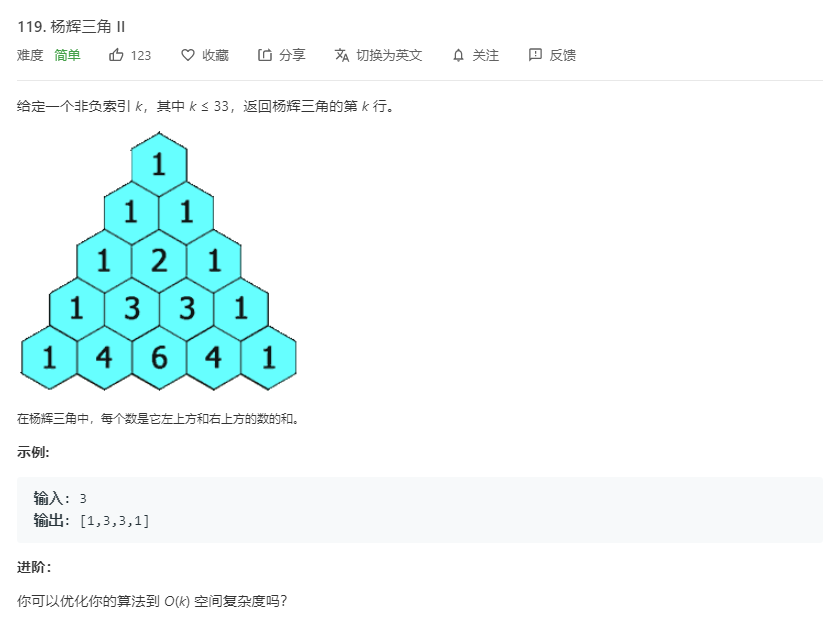 119. 杨辉三角 II
难度 简单 123 收藏 分享 切换为英文 关注 反馈
给定一个非负索引 k，其中 k ≤ 33，返回杨辉三角的第 k 行。
1
1 1
1 2 1
1 3 3 1
1 4 6 4 1
在杨辉三角中，每个数是它左上方和右上方的数的和。
示例:
输入: 3
输出: [1,3,3,1]
进阶：
你可以优化你的算法到 O(k) 空间复杂度吗？